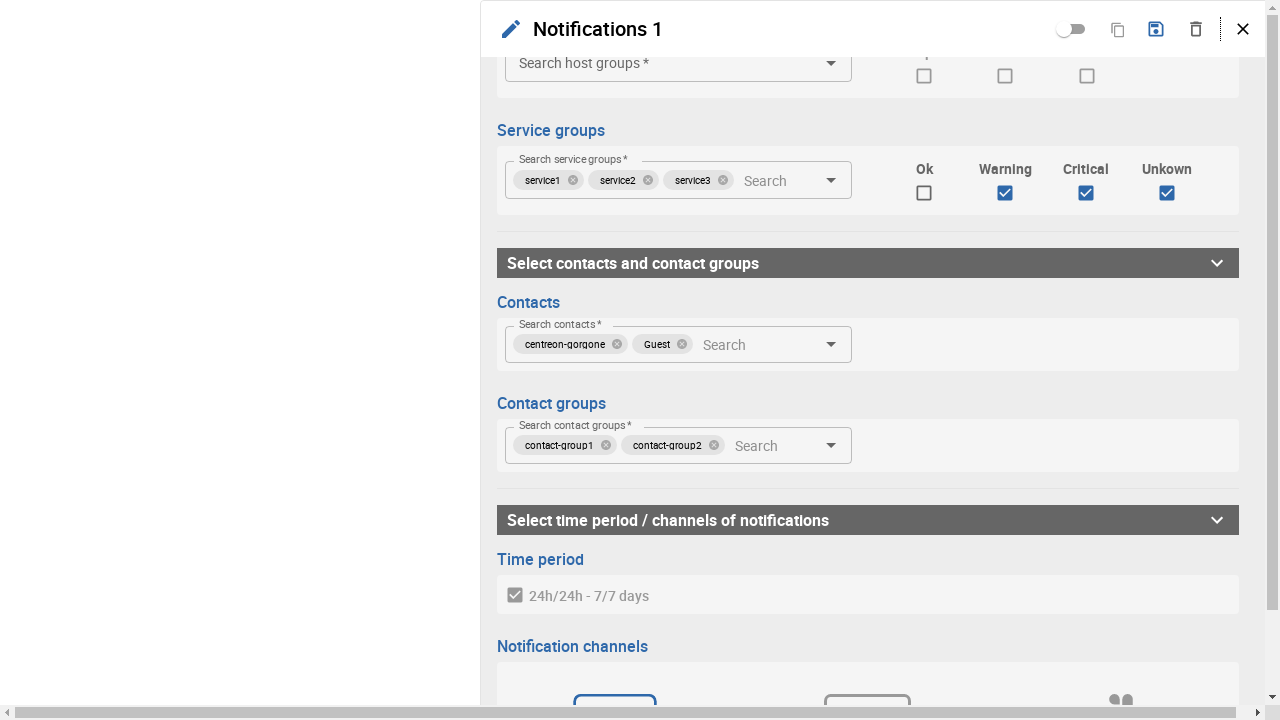 Notifications 1
Search host groups *
Service groups
Search service groups *
service1 service2 service3 Search
Ok Warning Critical Unkown
Select contacts and contact groups
Contacts
Search contacts *
centreon-gorgone Guest Search
Contact groups
Search contact groups *
contact-group1 contact-group2 Search
Select time period / channels of notifications
Time period
24h/24h - 7/7 days
Notification channels